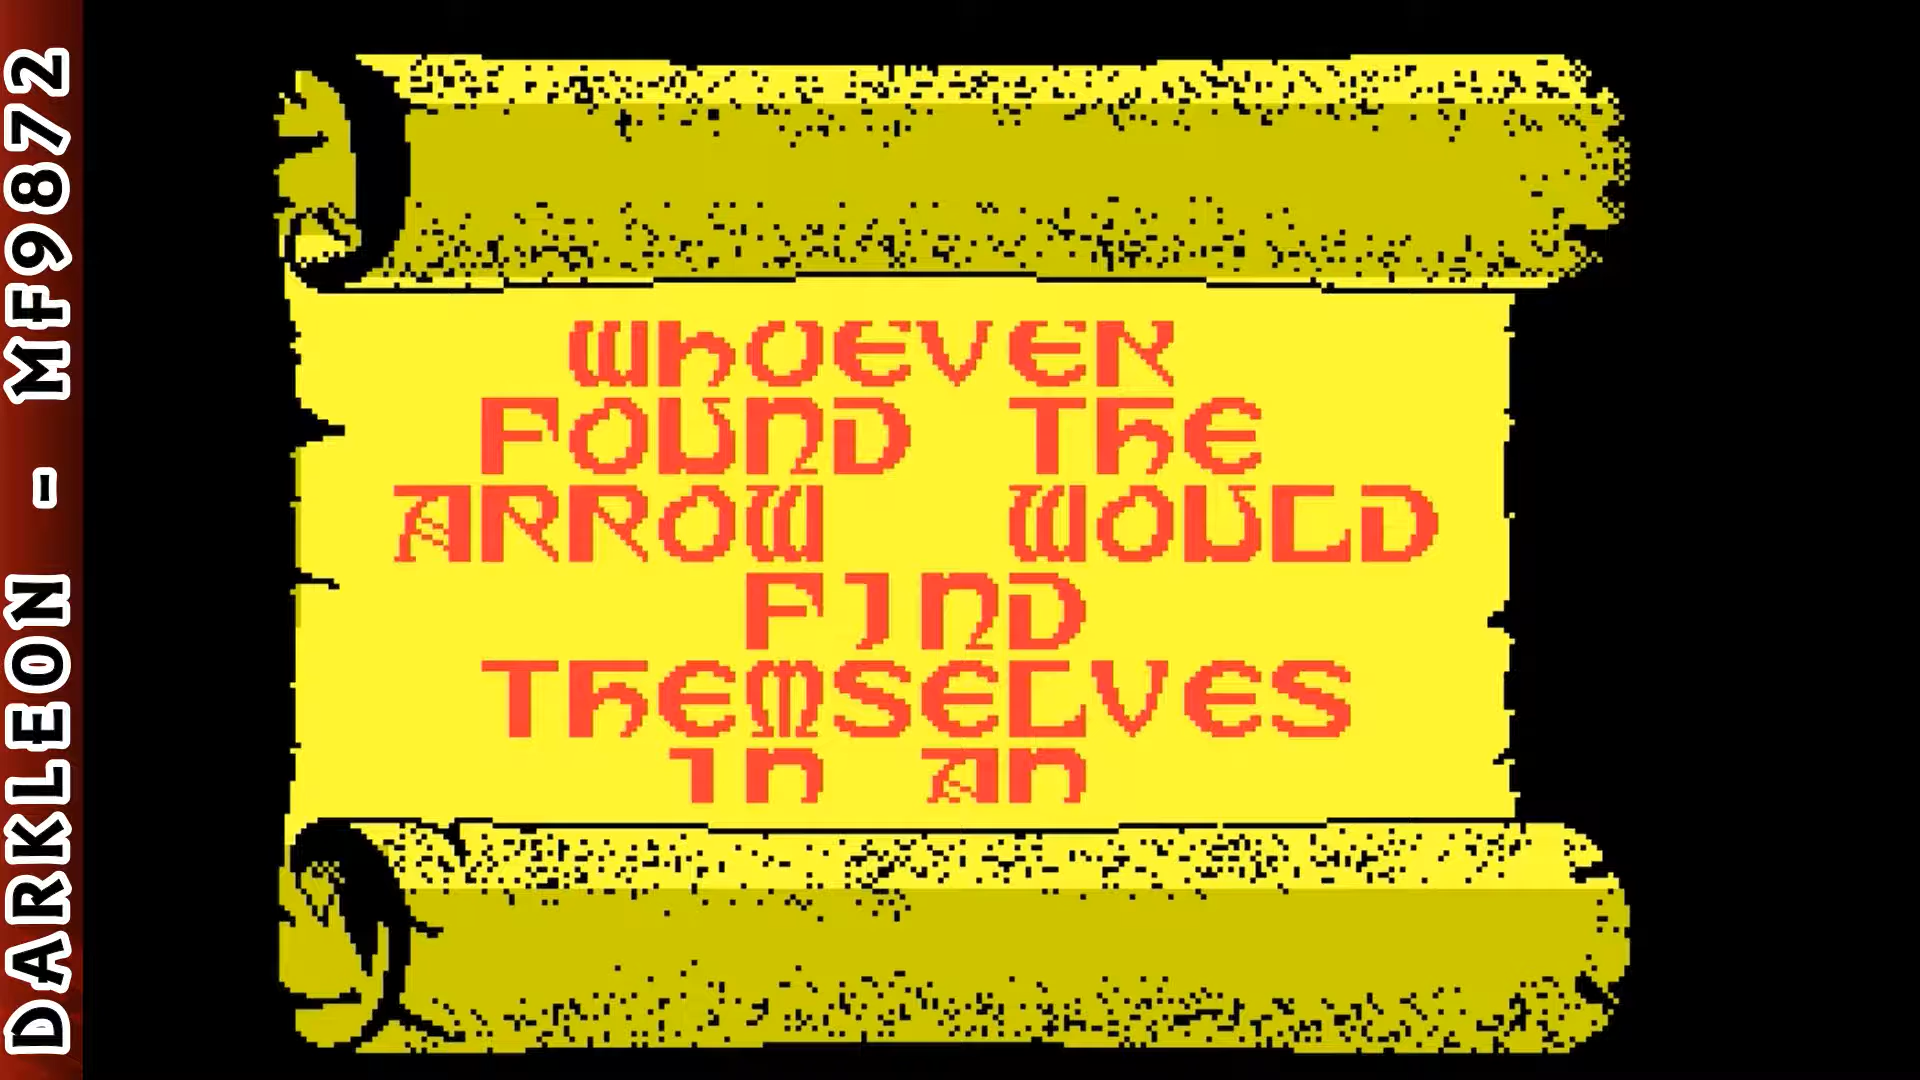 DARKLEON - MF9872
WHOEVER
FOUND THE
ARROW WOULD
FIND
THEMSELVES
IN AN